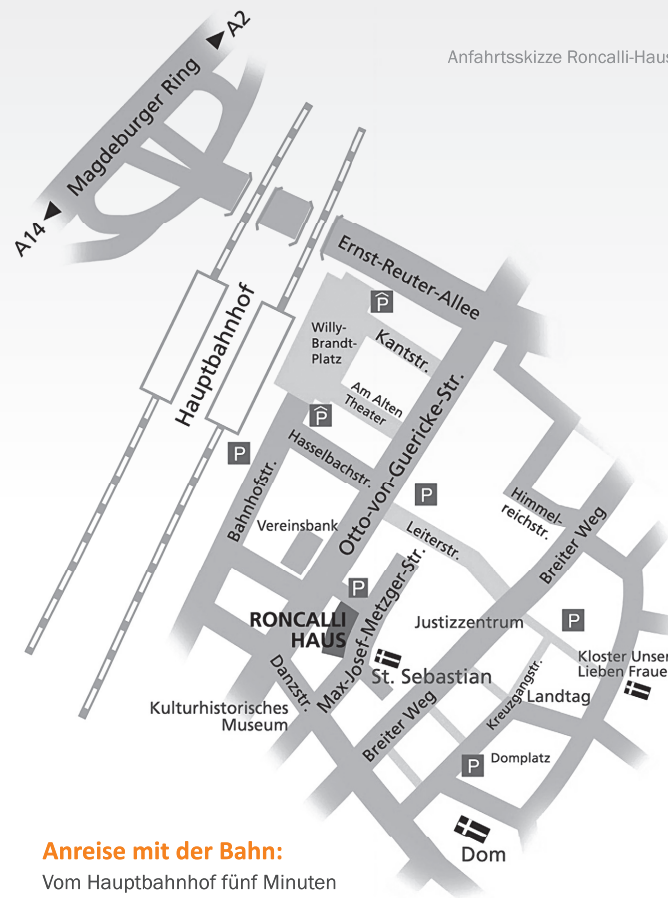 A2
Anfahrtsskizze Roncalli-Haus
Magdeburger Ring
A14
Ernst-Reuter-Allee
Hauptbahnhof
P
Willy-
Brandt-
Platz
Kantstr.
Am Alten
Theater
Otto-von-Guericke-Str.
P
P
Hasselbachstr.
Bahnhofstr.
P
Himmel-
reichstr.
Vereinsbank
Leiterstr.
Breiter Weg
P
RONCALLI
HAUS
Max-Josef-Metzger-Str.
Justizzentrum
P
Kloster Unser
Lieben Fraue
St. Sebastian
Danzstr.
Kreuzgangstr.
Landtag
Kulturhistorisches
Museum
Breiter Weg
P
Domplatz
Dom
Anreise mit der Bahn:
Vom Hauptbahnhof fünf Minuten